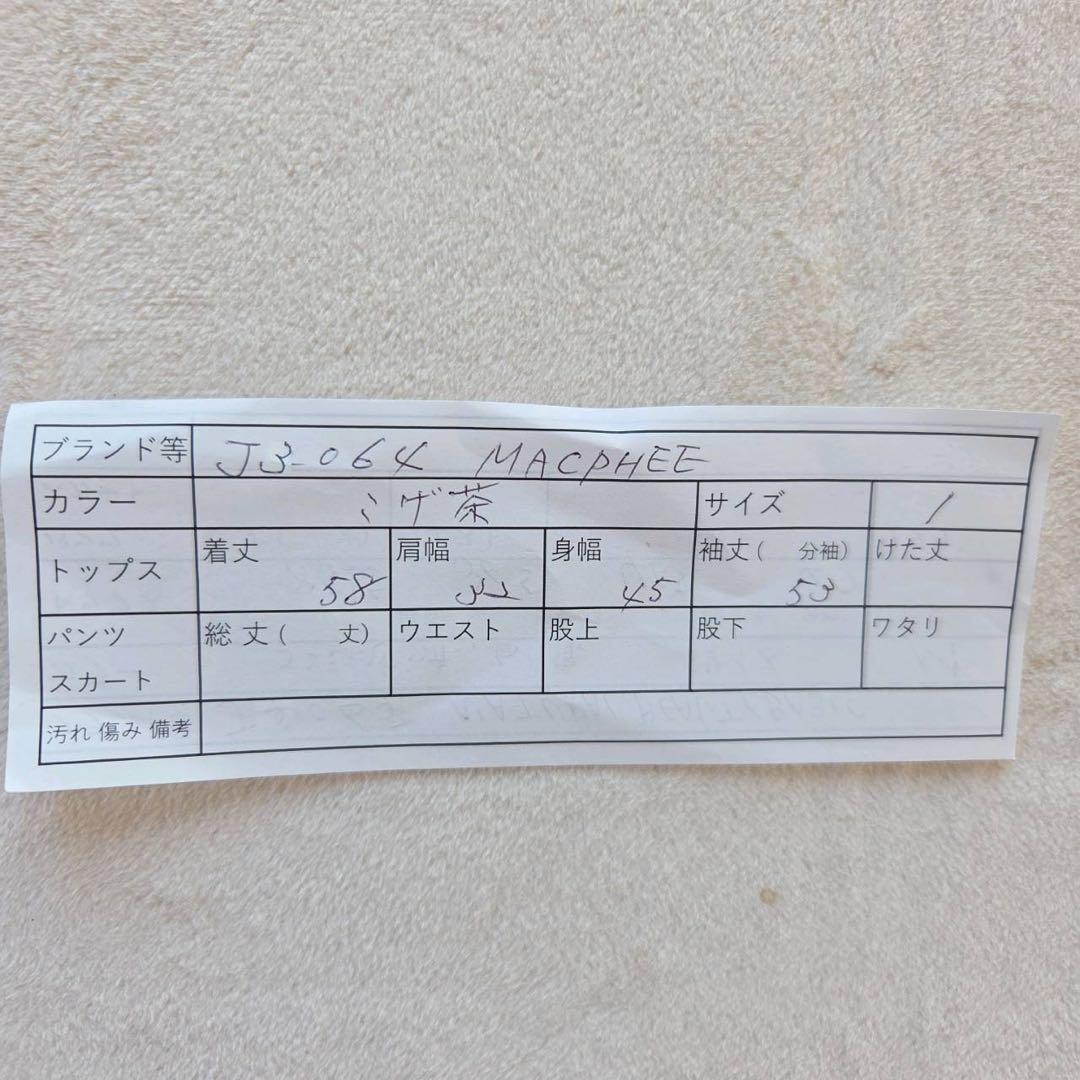 ブランド等 J3-064 MACPHEE
カラー こげ茶 サイズ 1
トップス 着丈 58 肩幅 32 身幅 45 袖丈( 分袖) 53 けた丈
パンツ スカート 総丈( 丈) ウエスト 股上 股下 ワタリ
汚れ 傷み 備考